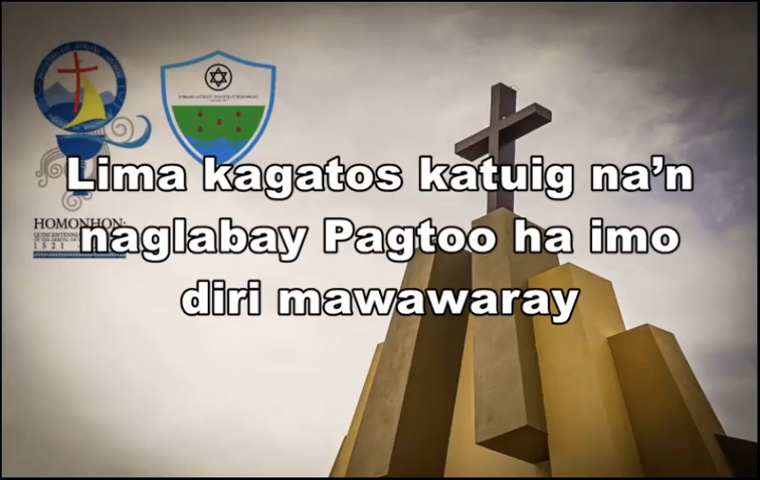 Lima kagatos katuig na’n
HOMONHON:
naglabay Pagtoo ha imo
1521
diri mawawaray